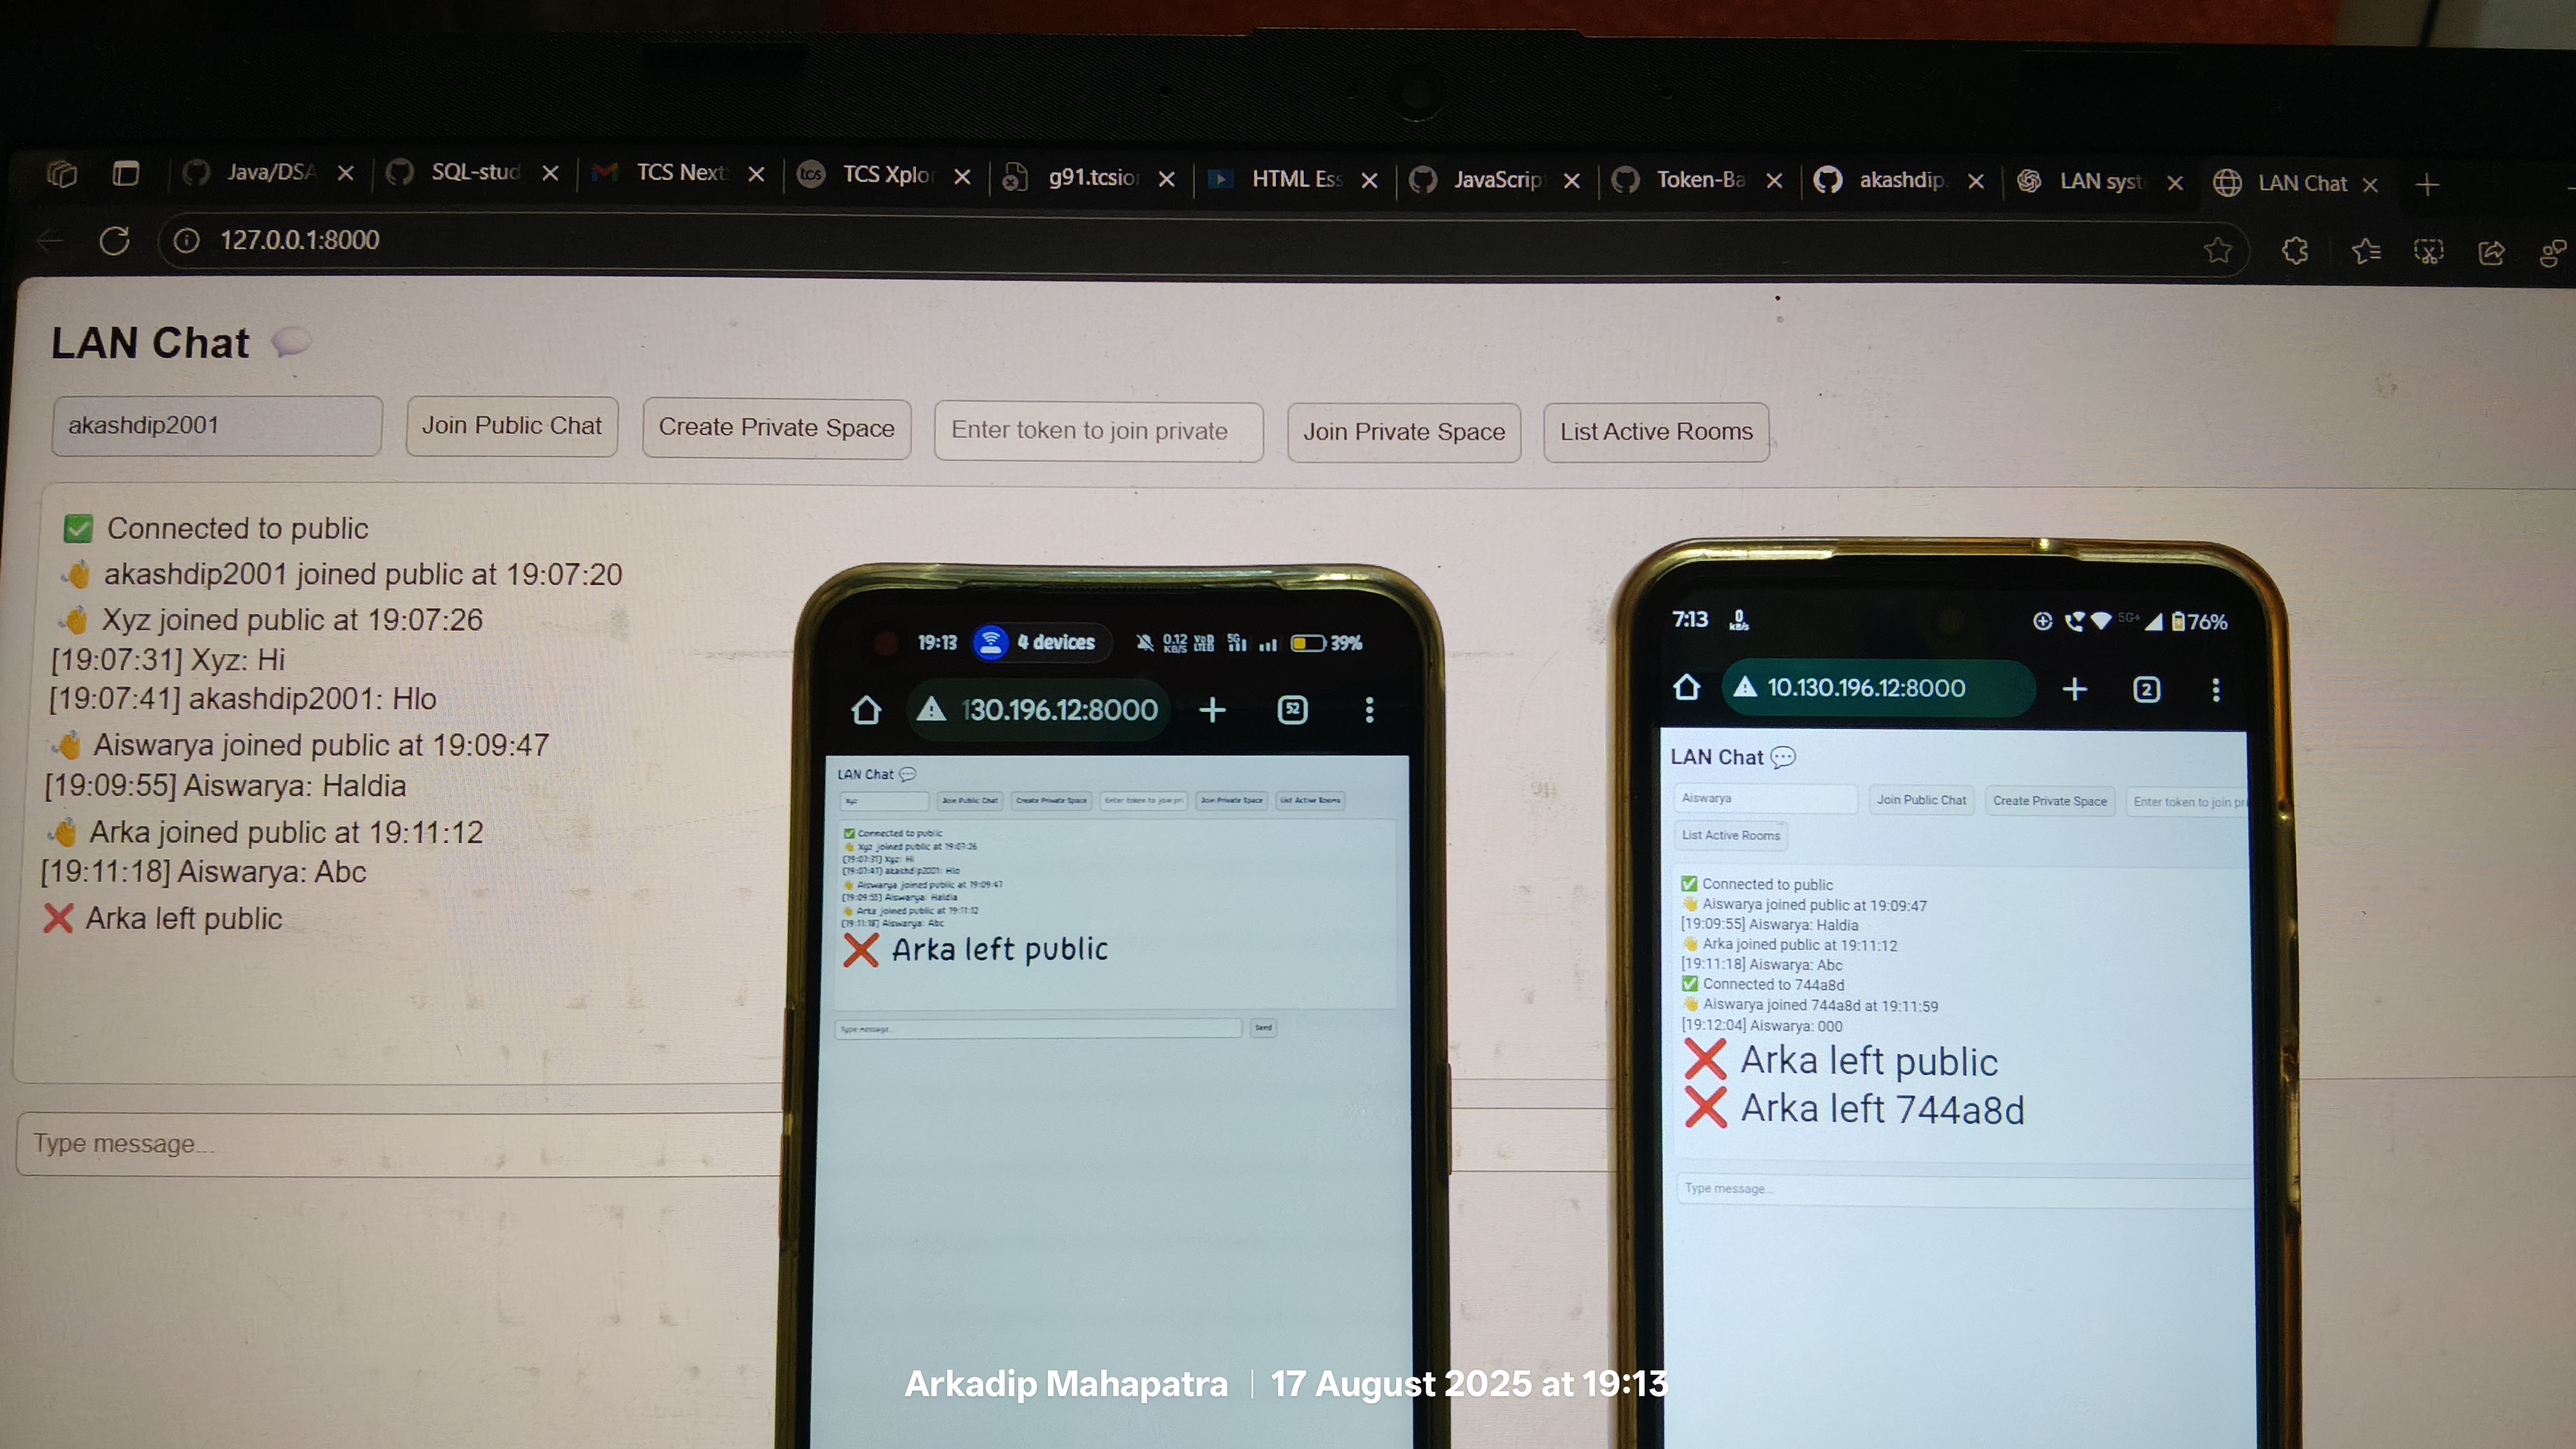 Java/DSA
SQL-stud
TCS Next
TCS Xplor
g91.tcsion
HTML Ess
JavaScrip
Token-Ba
akashdip
LAN syst
LAN Chat
127.0.0.1:8000
LAN Chat 💬
akashdip2001
Join Public Chat
Create Private Space
Enter token to join private
Join Private Space
List Active Rooms
✅ Connected to public
👋 akashdip2001 joined public at 19:07:20
👋 Xyz joined public at 19:07:26
[19:07:31] Xyz: Hi
[19:07:41] akashdip2001: Hlo
👋 Aiswarya joined public at 19:09:47
[19:09:55] Aiswarya: Haldia
👋 Arka joined public at 19:11:12
[19:11:18] Aiswarya: Abc
❌ Arka left public
Type message...
19:13
4 devices
0.12 KB/S
VoD LTE
5G
39%
130.196.12:8000
52
LAN Chat 💬
Xyz
Join Public Chat
Create Private Space
Enter token to join pri
Join Private Space
List Active Rooms
✅ Connected to public
👋 Xyz joined public at 19:07:26
[19:07:31] Xyz: Hi
[19:07:41] akashdip2001: Hlo
👋 Aiswarya joined public at 19:09:47
[19:09:55] Aiswarya: Haldia
👋 Arka joined public at 19:11:12
[19:11:18] Aiswarya: Abc
❌ Arka left public
Type message...
Send
7:13
0 KB/s
5G+
76%
10.130.196.12:8000
2
LAN Chat 💬
Aiswarya
Join Public Chat
Create Private Space
Enter token to join pri
List Active Rooms
✅ Connected to public
👋 Aiswarya joined public at 19:09:47
[19:09:55] Aiswarya: Haldia
👋 Arka joined public at 19:11:12
[19:11:18] Aiswarya: Abc
✅ Connected to 744a8d
👋 Aiswarya joined 744a8d at 19:11:59
[19:12:04] Aiswarya: 000
❌ Arka left public
❌ Arka left 744a8d
Type message...
Arkadip Mahapatra | 17 August 2025 at 19:13